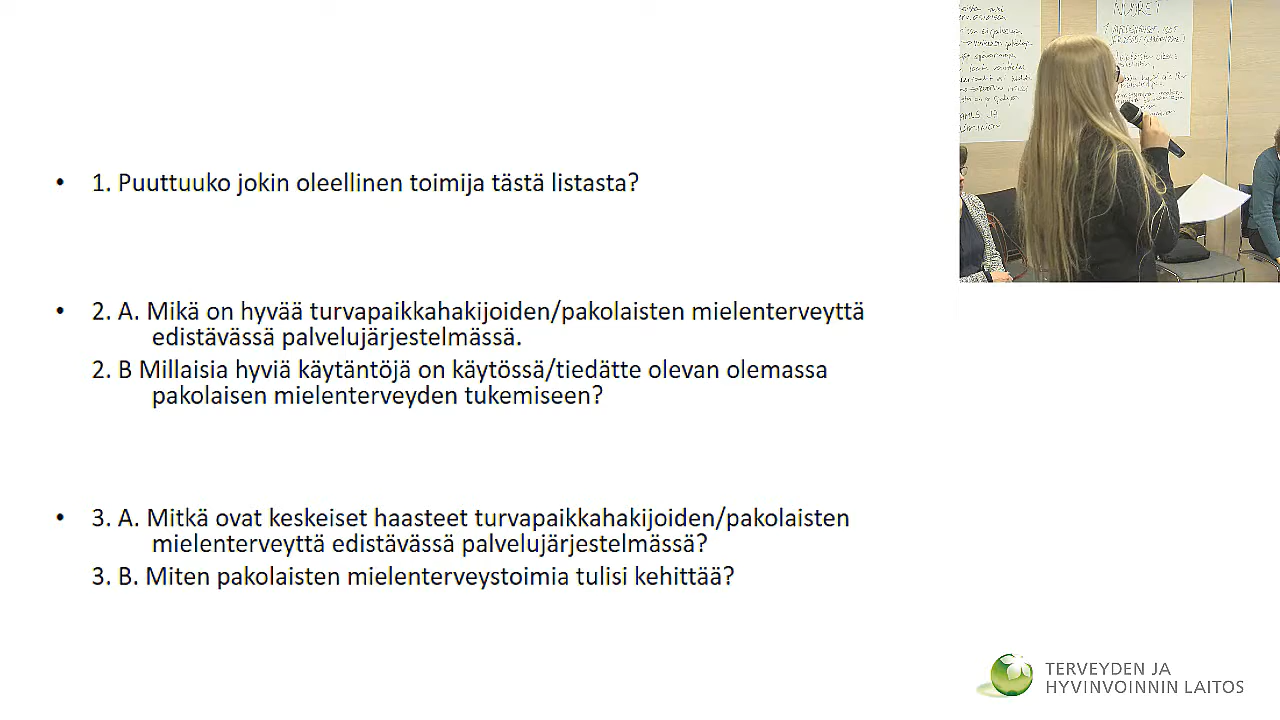 • 1. Puuttuuko jokin oleellinen toimija tästä listasta?
• 2. A. Mikä on hyvää turvapaikkahakijoiden/pakolaisten mielenterveyttä
edistävässä palvelujärjestelmässä.
2. B Millaisia hyviä käytäntöjä on käytössä/tiedätte olevan olemassa
pakolaisen mielenterveyden tukemiseen?
• 3. A. Mitkä ovat keskeiset haasteet turvapaikkahakijoiden/pakolaisten
mielenterveyttä edistävässä palvelujärjestelmässä?
3. B. Miten pakolaisten mielenterveystoimia tulisi kehittää?
NUORET
TERVEYDEN JA
HYVINVOINNIN LAITOS